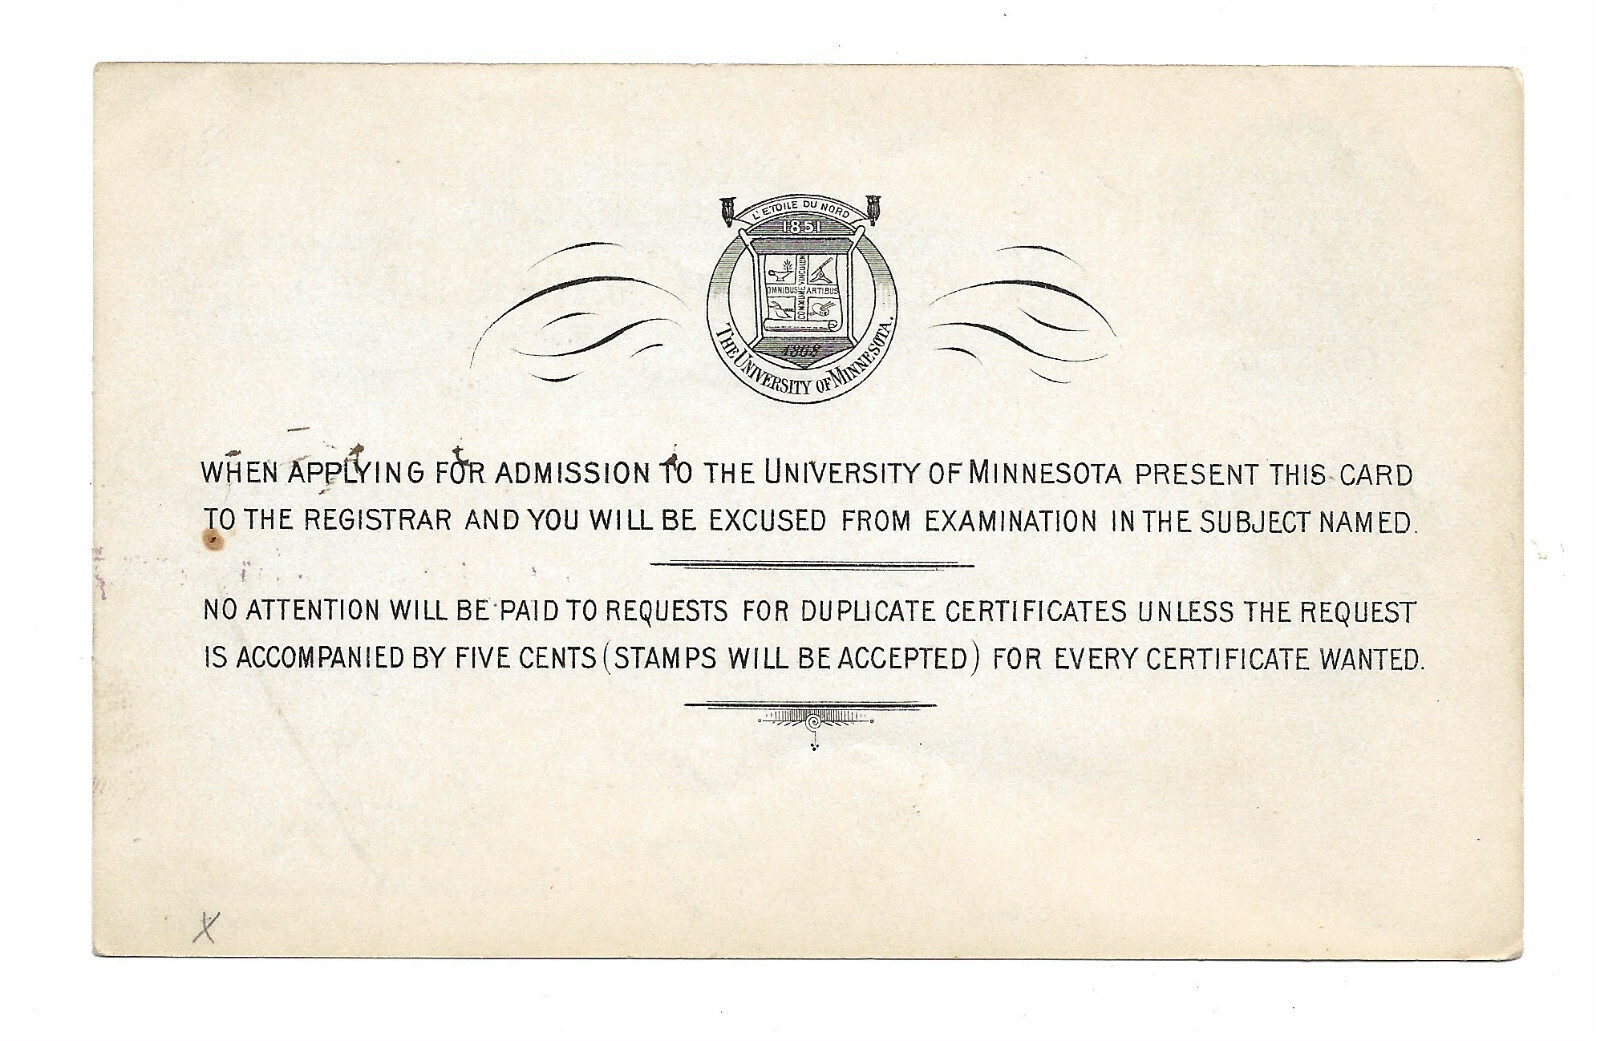 L'ETOILE DU NORD
1851
OMNIBUS ARTIBUS
COMMUNE VINCULUM
1868
THE UNIVERSITY OF MINNESOTA.
WHEN APPLYING FOR ADMISSION TO THE UNIVERSITY OF MINNESOTA PRESENT THIS CARD
TO THE REGISTRAR AND YOU WILL BE EXCUSED FROM EXAMINATION IN THE SUBJECT NAMED.
NO ATTENTION WILL BE PAID TO REQUESTS FOR DUPLICATE CERTIFICATES UNLESS THE REQUEST
IS ACCOMPANIED BY FIVE CENTS (STAMPS WILL BE ACCEPTED) FOR EVERY CERTIFICATE WANTED.
X